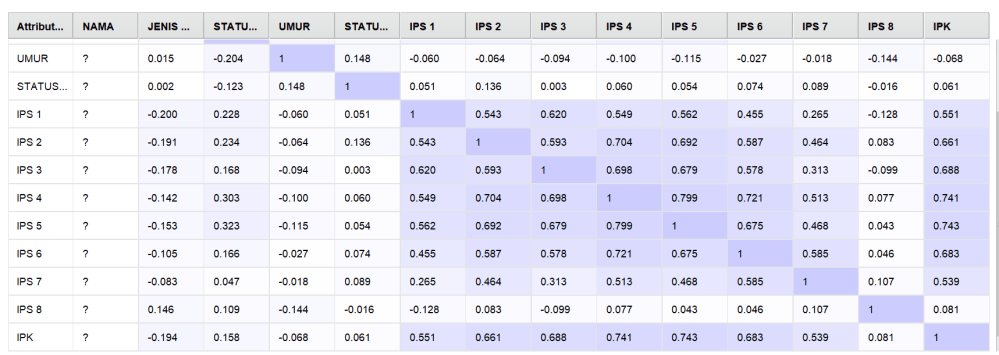 Attribut... NAMA JENIS ... STATU... UMUR STATU... IPS 1 IPS 2 IPS 3 IPS 4 IPS 5 IPS 6 IPS 7 IPS 8 IPK
UMUR ? 0.015 -0.204 1 0.148 -0.060 -0.064 -0.094 -0.100 -0.115 -0.027 -0.018 -0.144 -0.068
STATUS... ? 0.002 -0.123 0.148 1 0.051 0.136 0.003 0.060 0.054 0.074 0.089 -0.016 0.061
IPS 1 ? -0.200 0.228 -0.060 0.051 1 0.543 0.620 0.549 0.562 0.455 0.265 -0.128 0.551
IPS 2 ? -0.191 0.234 -0.064 0.136 0.543 1 0.593 0.704 0.692 0.587 0.464 0.083 0.661
IPS 3 ? -0.178 0.168 -0.094 0.003 0.620 0.593 1 0.698 0.679 0.578 0.313 -0.099 0.688
IPS 4 ? -0.142 0.303 -0.100 0.060 0.549 0.704 0.698 1 0.799 0.721 0.513 0.077 0.741
IPS 5 ? -0.153 0.323 -0.115 0.054 0.562 0.692 0.679 0.799 1 0.675 0.468 0.043 0.743
IPS 6 ? -0.105 0.166 -0.027 0.074 0.455 0.587 0.578 0.721 0.675 1 0.585 0.046 0.683
IPS 7 ? -0.083 0.047 -0.018 0.089 0.265 0.464 0.313 0.513 0.468 0.585 1 0.107 0.539
IPS 8 ? 0.146 0.109 -0.144 -0.016 -0.128 0.083 -0.099 0.077 0.043 0.046 0.107 1 0.081
IPK ? -0.194 0.158 -0.068 0.061 0.551 0.661 0.688 0.741 0.743 0.683 0.539 0.081 1